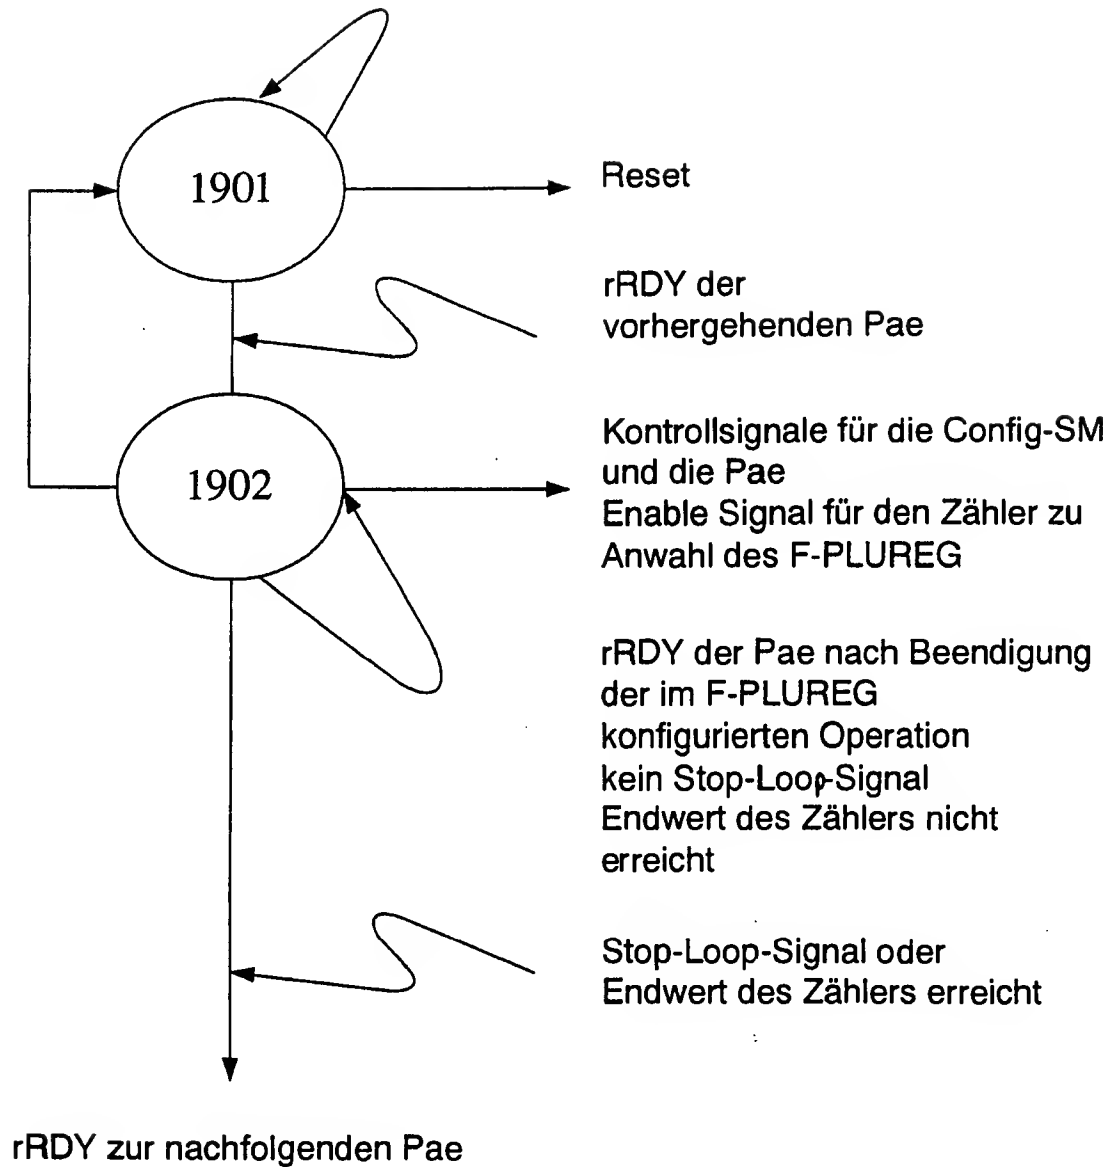 1901
Reset
rRDY der
vorhergehenden Pae
1902
Kontrollsignale für die Config-SM
und die Pae
Enable Signal für den Zähler zu
Anwahl des F-PLUREG
rRDY der Pae nach Beendigung
der im F-PLUREG
konfigurierten Operation
kein Stop-Loop-Signal
Endwert des Zählers nicht
erreicht
Stop-Loop-Signal oder
Endwert des Zählers erreicht
rRDY zur nachfolgenden Pae